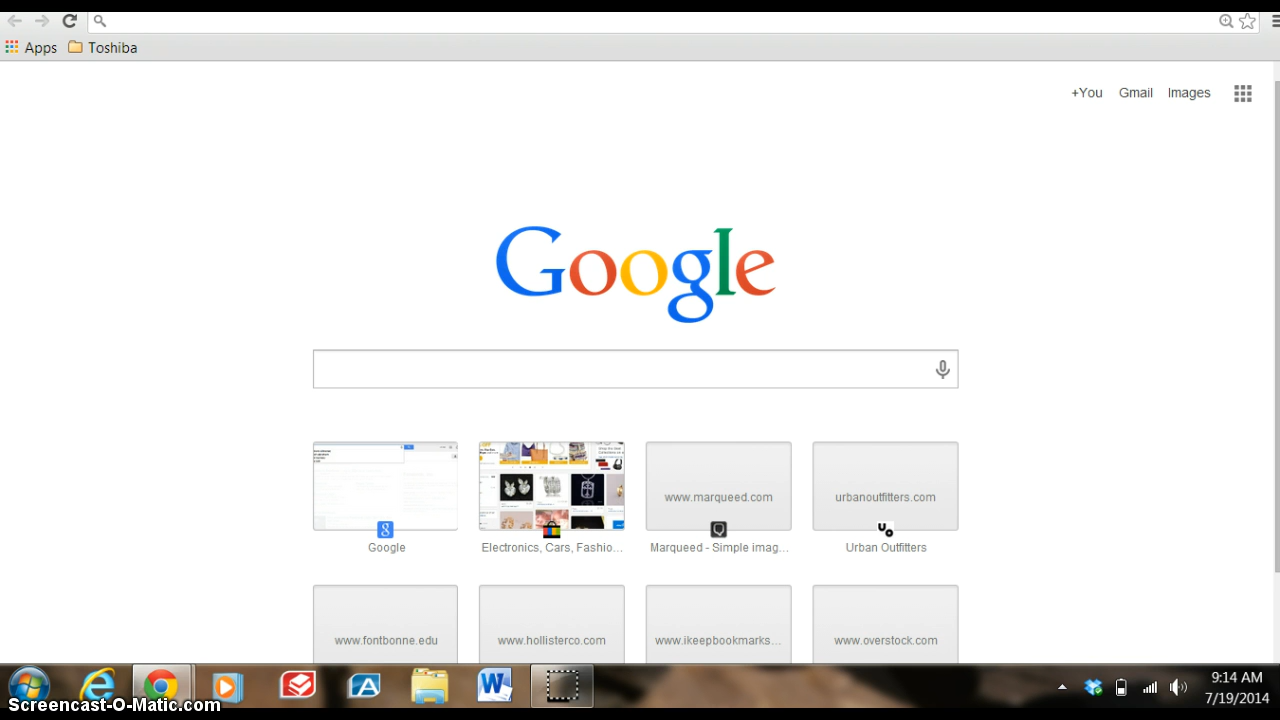 Apps Toshiba
+You Gmail Images
Google
www.marqueed.com urbanoutfitters.com
Google Electronics, Cars, Fashio... Marqueed - Simple imag... Urban Outfitters
www.fontbonne.edu www.hollisterco.com www.ikeepbookmarks... www.overstock.com
9:14 AM
7/19/2014
Screencast-O-Matic.com